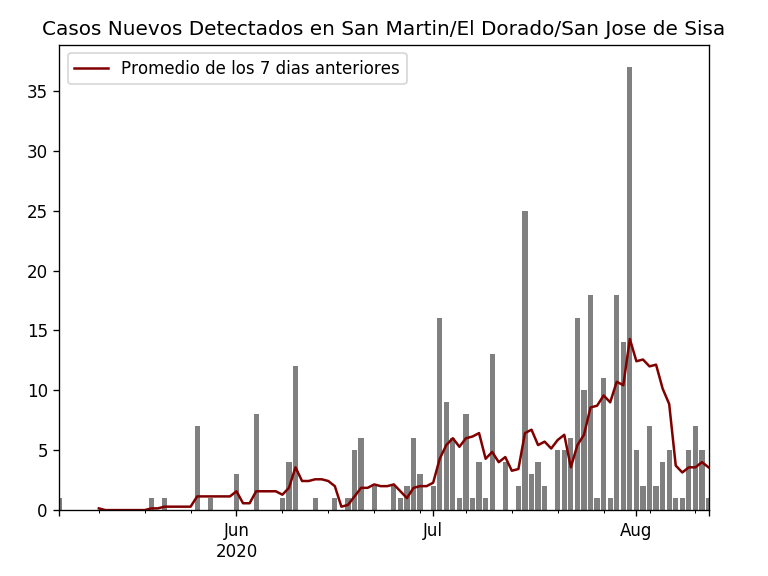 Casos Nuevos Detectados en San Martin/El Dorado/San Jose de Sisa
Promedio de los 7 dias anteriores
35
30
25
20
15
10
5
0
Jun
2020
Jul
Aug